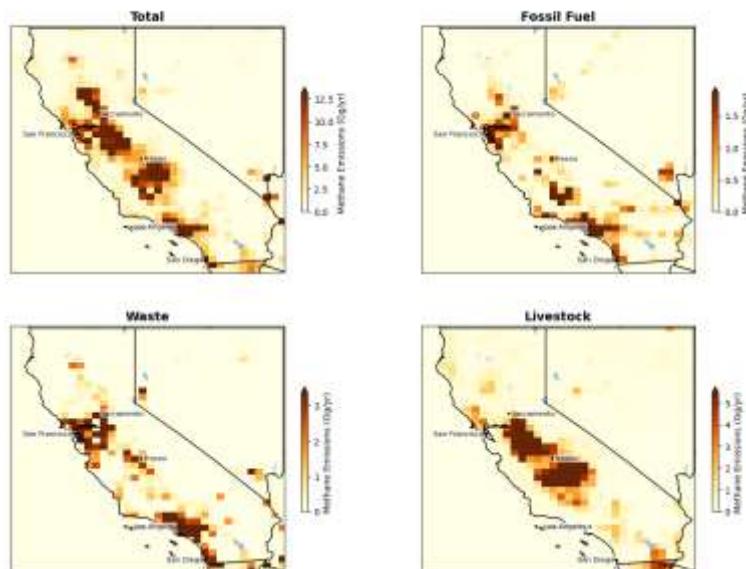 Total
Sacramento
San Francisco
Fresno
Los Angeles
San Diego
12.5
10.0
7.5
5.0
2.5
0.0
Methane Emissions (Gg/yr)
Fossil Fuel
Sacramento
San Francisco
Fresno
Los Angeles
San Diego
1.5
1.0
0.5
0.0
Methane Emissions (Gg/yr)
Waste
Sacramento
San Francisco
Fresno
Los Angeles
San Diego
3
2
1
0
Methane Emissions (Gg/yr)
Livestock
Sacramento
San Francisco
Los Angeles
San Diego
5
4
3
2
1
0
Methane Emissions (Gg/yr)